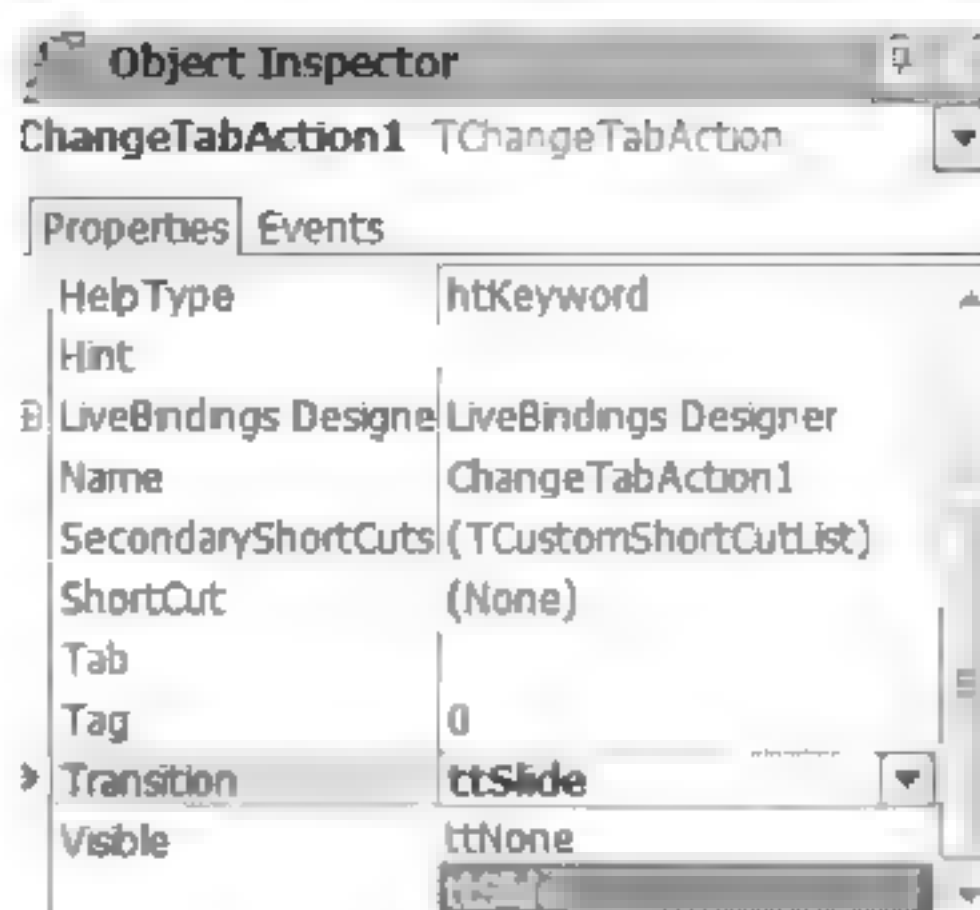 Object Inspector
ChangeTabAction1 TChangeTabAction
Properties Events
HelpType htKeyword
Hint
LiveBindings Designe LiveBindings Designer
Name ChangeTabAction1
SecondaryShortCuts (TCustomShortCutList)
ShortCut (None)
Tab
Tag 0
Transition ttSlide
Visible ttNone